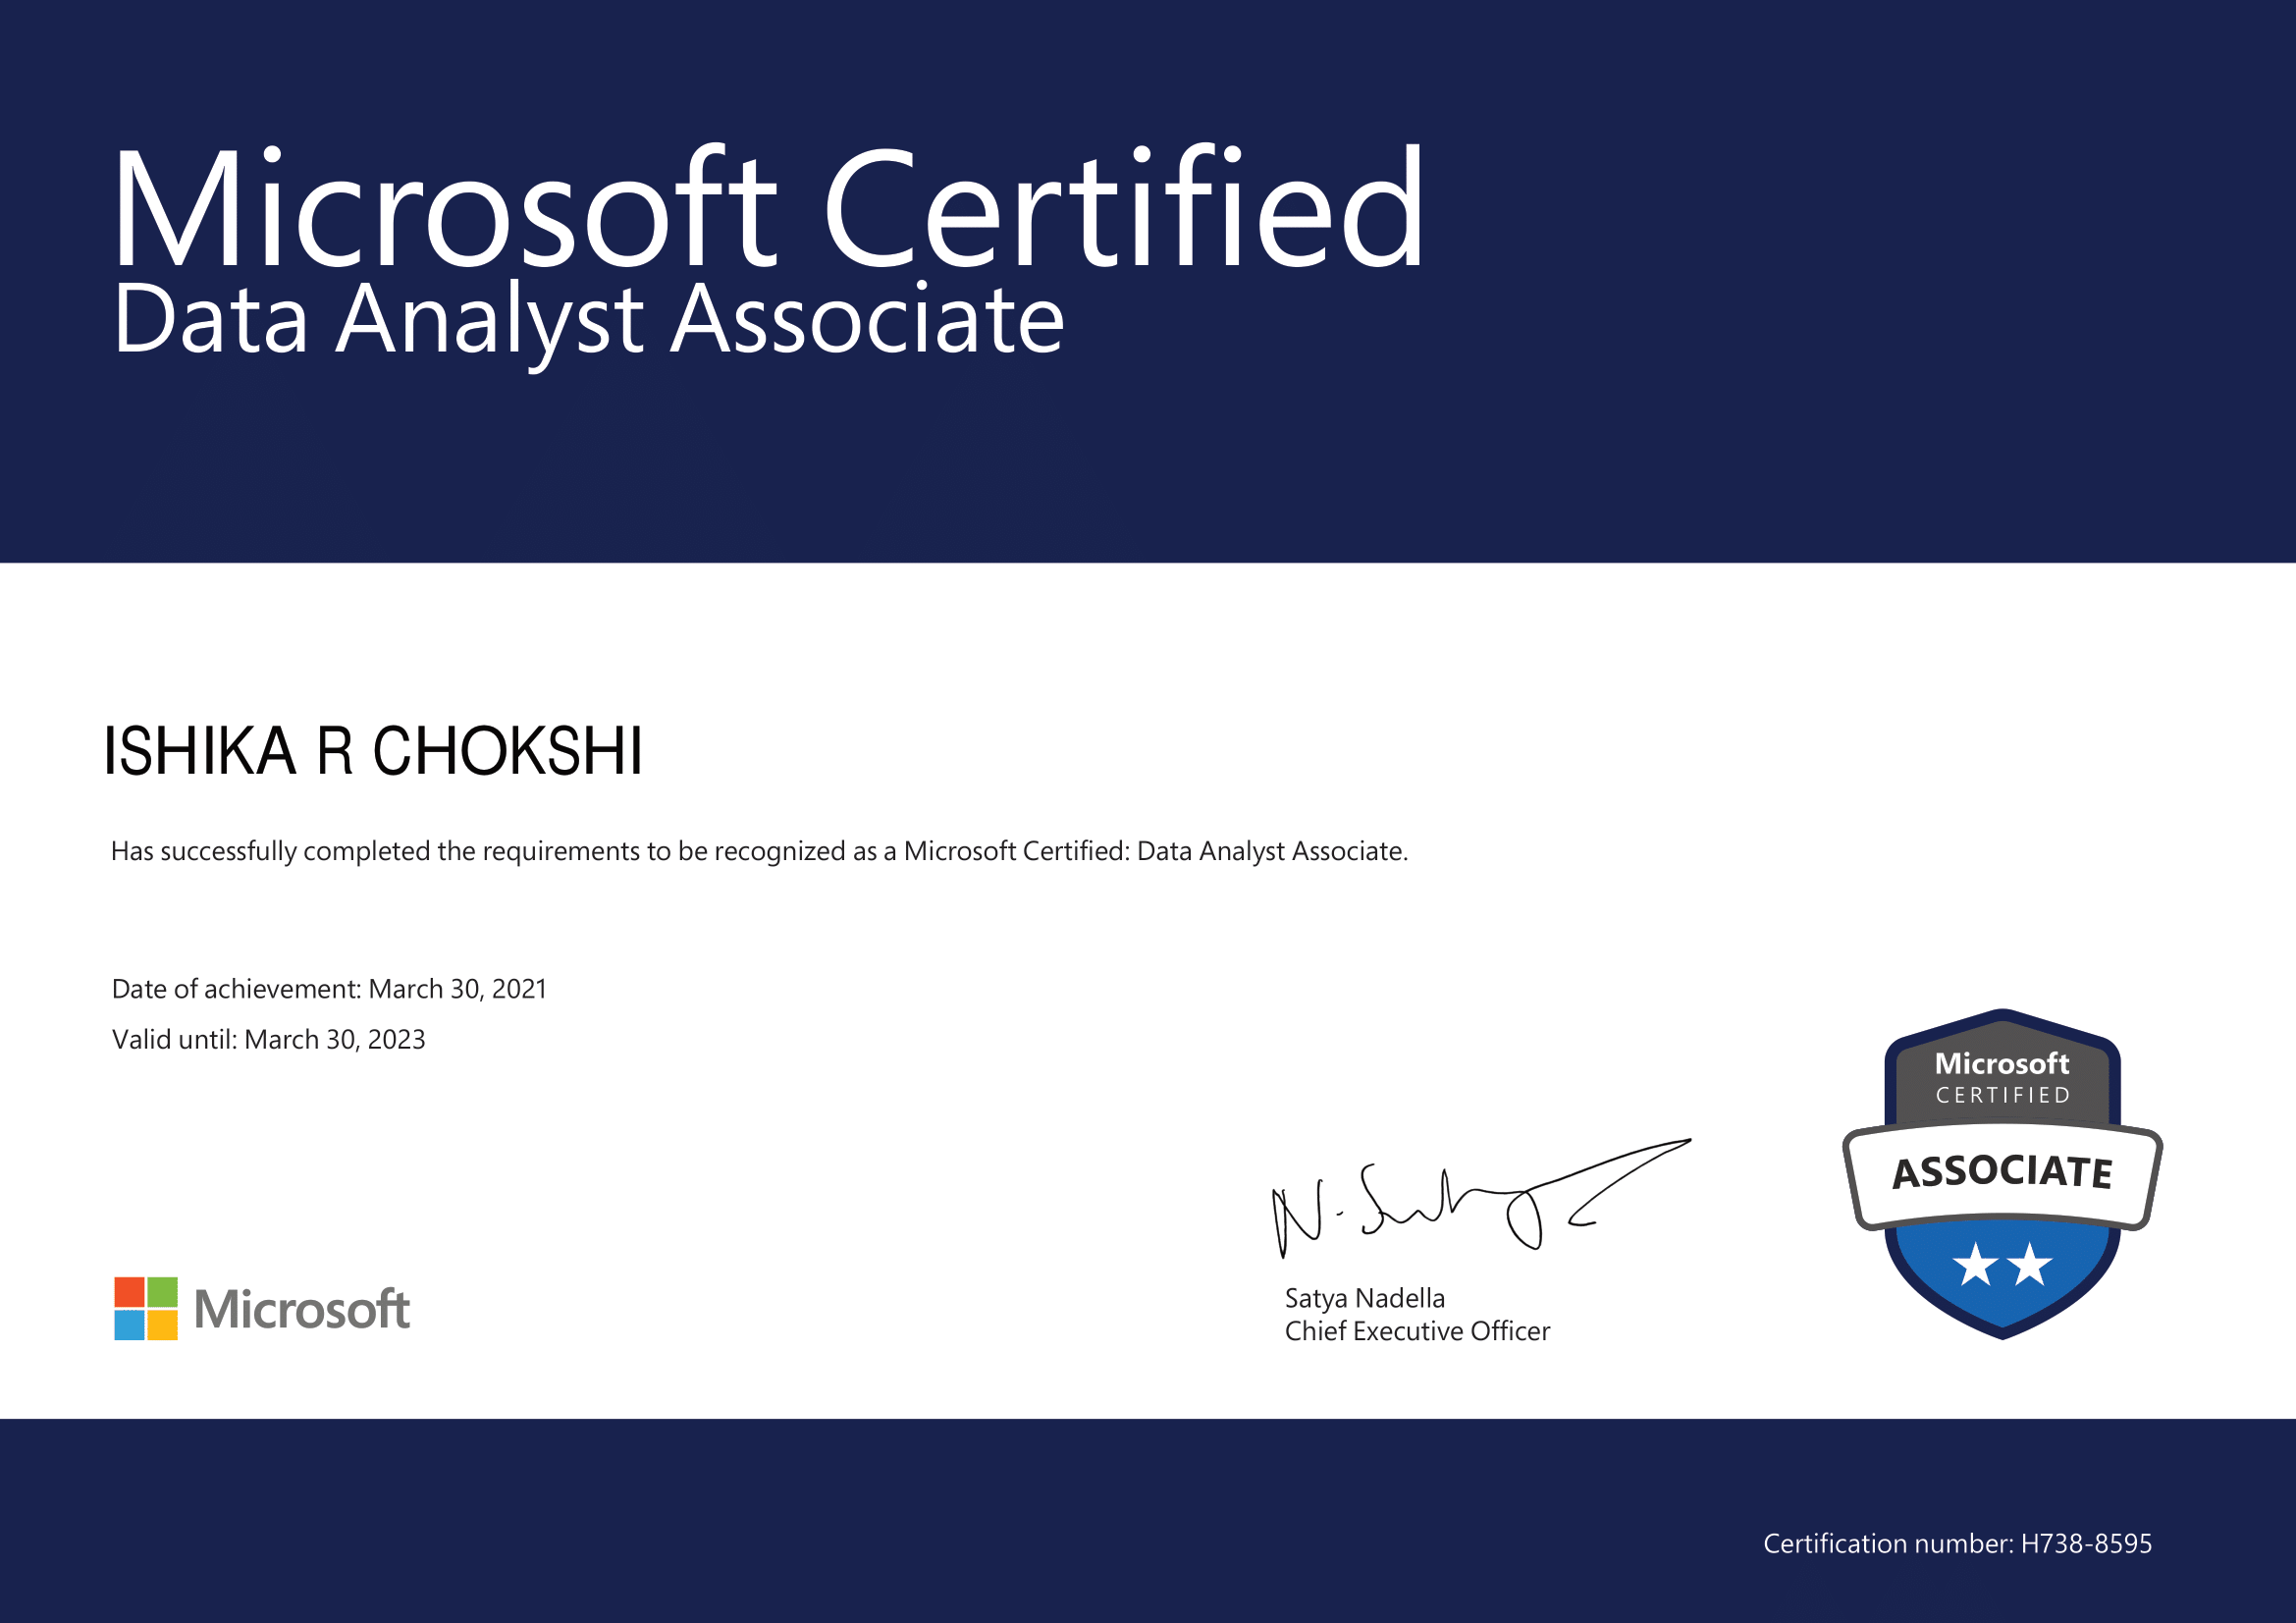 Microsoft Certified
Data Analyst Associate
ISHIKA R CHOKSHI
Has successfully completed the requirements to be recognized as a Microsoft Certified: Data Analyst Associate.
Date of achievement: March 30, 2021
Valid until: March 30, 2023
Microsoft
CERTIFIED
ASSOCIATE
Satya Nadella
Chief Executive Officer
Microsoft
Certification number: H738-8595